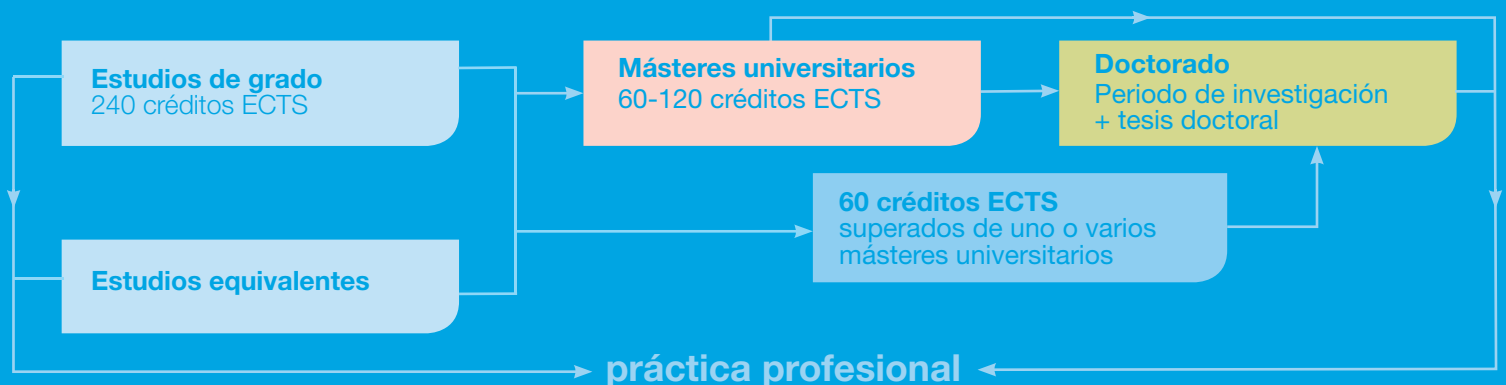 Estudios de grado
240 créditos ECTS
Másteres universitarios
60-120 créditos ECTS
Doctorado
Periodo de investigación
+ tesis doctoral
60 créditos ECTS
superados de uno o varios
másteres universitarios
Estudios equivalentes
práctica profesional